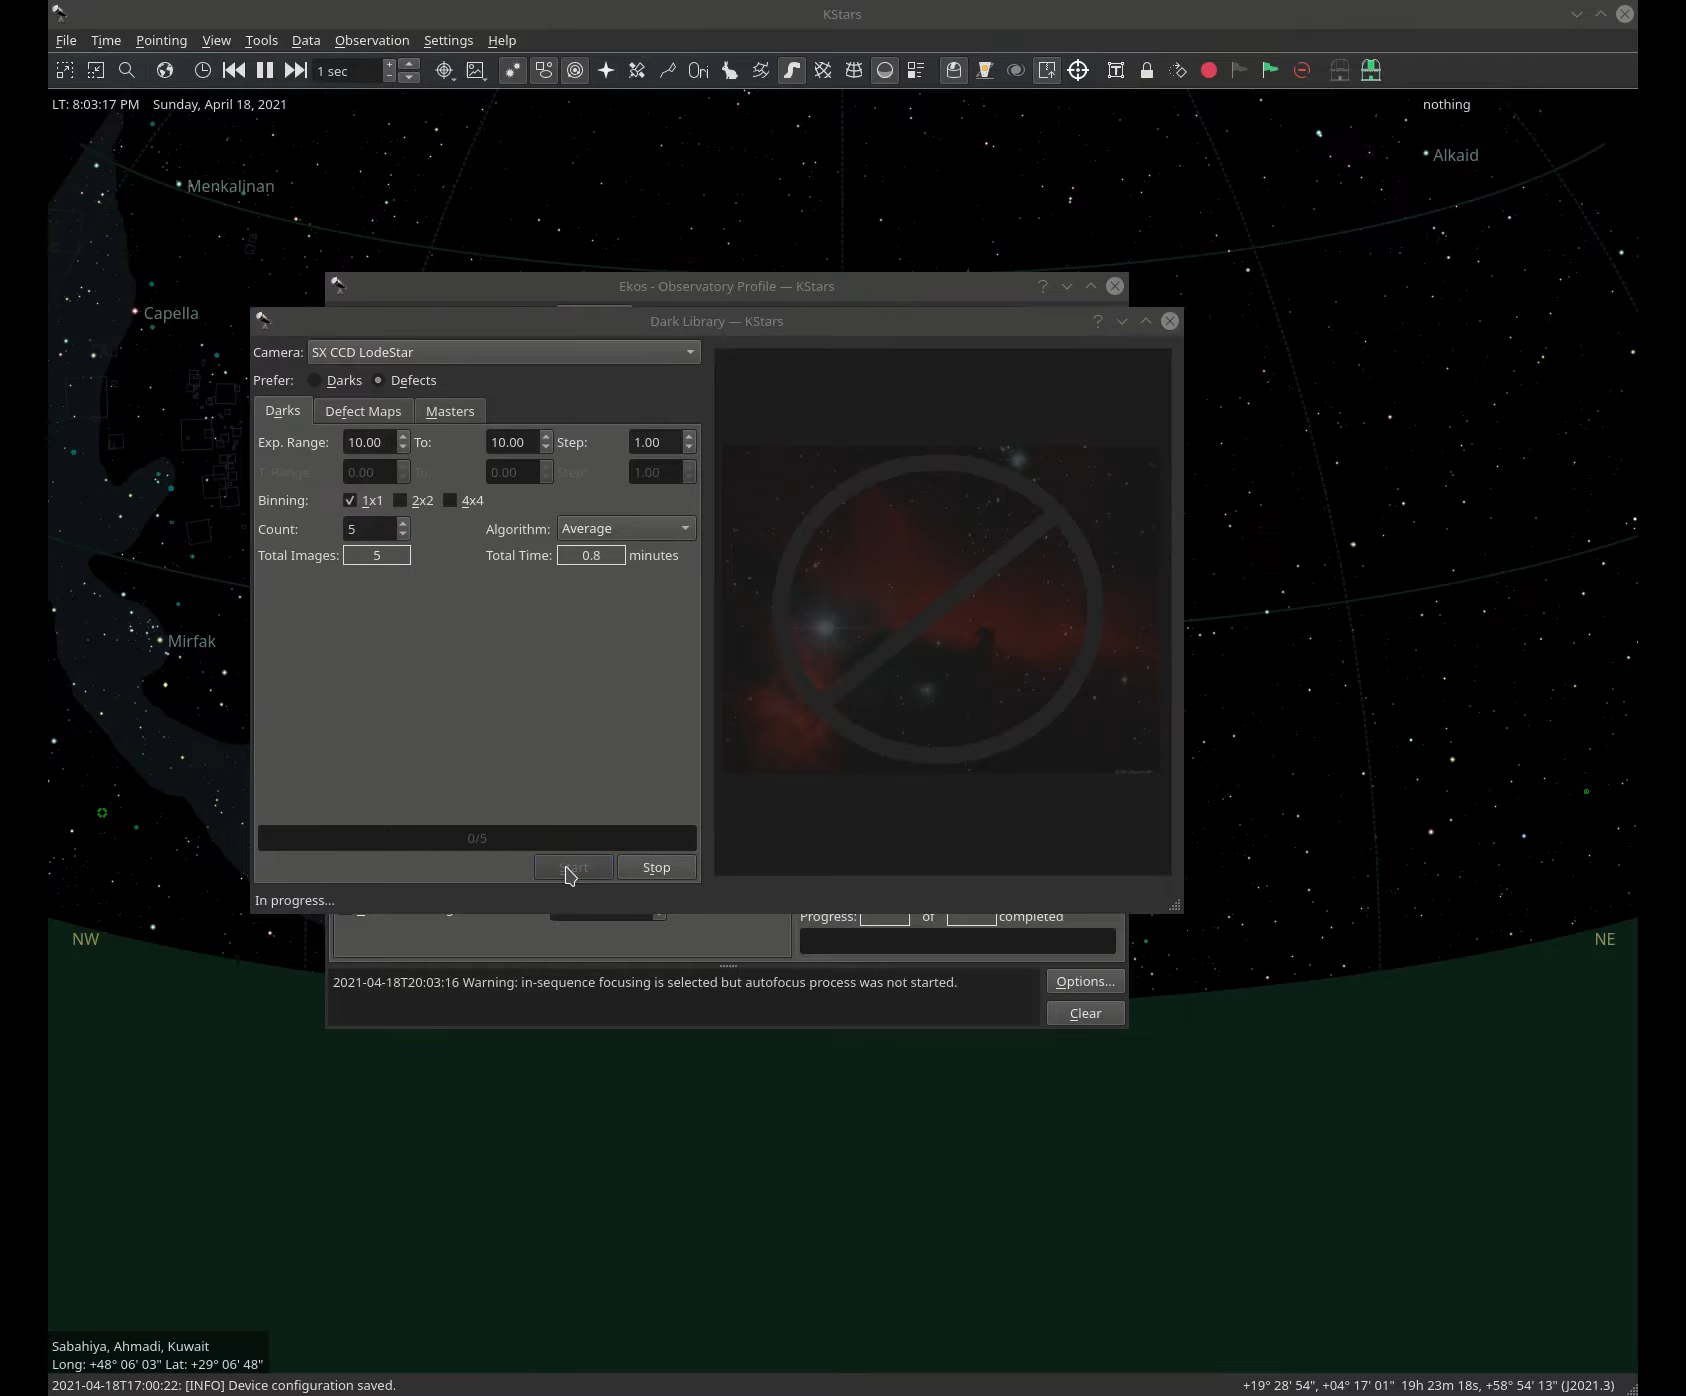 KStars
File Time Pointing View Tools Data Observation Settings Help
1 sec
Ori
LT: 8:03:17 PM Sunday, April 18, 2021
nothing
Alkaid
Menkalinan
Capella
Mirfak
Ekos - Observatory Profile — KStars
Dark Library — KStars
Camera: SX CCD LodeStar
Prefer: Darks Defects
Darks Defect Maps Masters
Exp. Range: 10.00 To: 10.00 Step: 1.00
T. Range: 0.00 To: 0.00 Step: 1.00
Binning: 1x1 2x2 4x4
Count: 5 Algorithm: Average
Total Images: 5 Total Time: 0.8 minutes
0/5
Start Stop
In progress...
Progress: of completed
NW
NE
2021-04-18T20:03:16 Warning: in-sequence focusing is selected but autofocus process was not started.
Options...
Clear
Sabahiya, Ahmadi, Kuwait
Long: +48° 06' 03" Lat: +29° 06' 48"
2021-04-18T17:00:22: [INFO] Device configuration saved.
+19° 28' 54", +04° 17' 01" 19h 23m 18s, +58° 54' 13" (J2021.3)